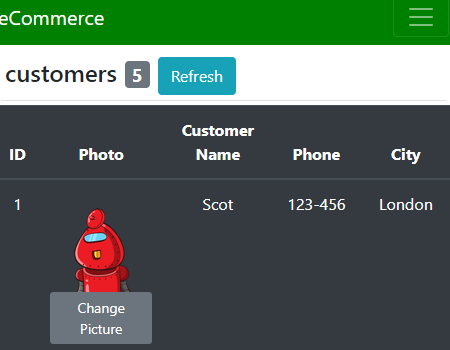 eCommerce
customers 5 Refresh
ID Photo Customer Name Phone City
1 Scot 123-456 London
Change
Picture